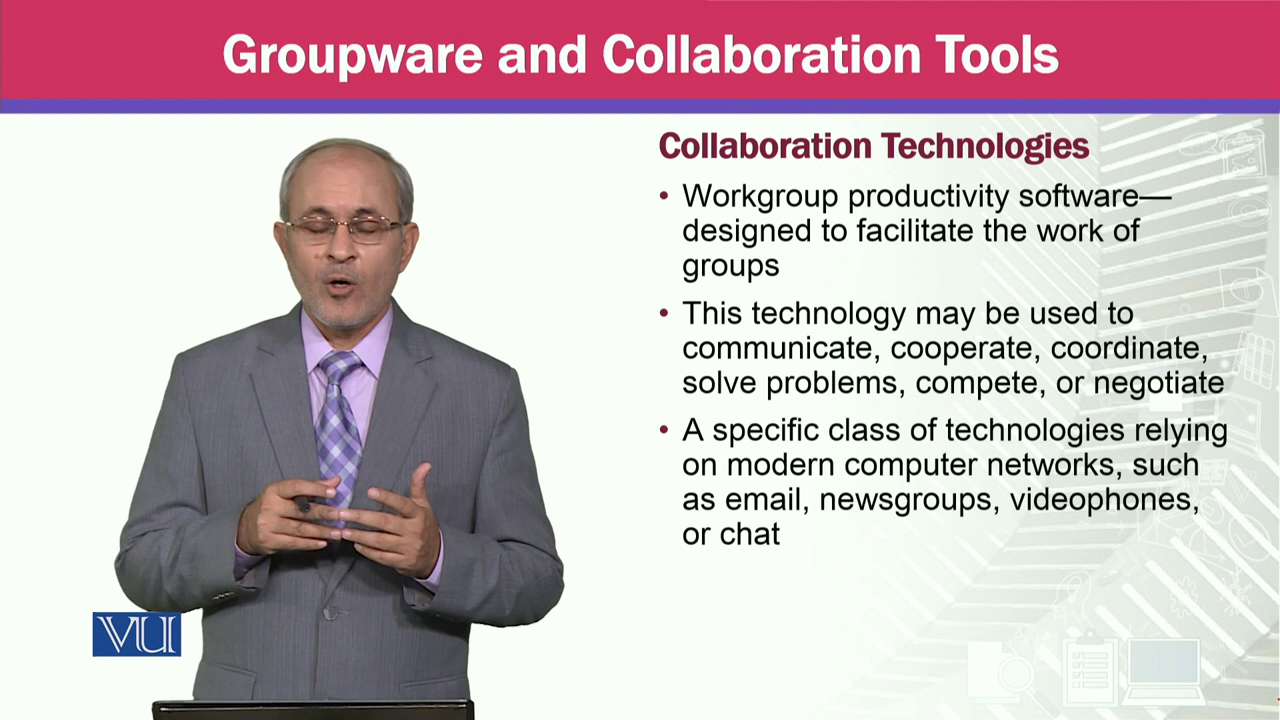 Groupware and Collaboration Tools
Collaboration Technologies
• Workgroup productivity software—
designed to facilitate the work of
groups
• This technology may be used to
communicate, cooperate, coordinate,
solve problems, compete, or negotiate
• A specific class of technologies relying
on modern computer networks, such
as email, newsgroups, videophones,
or chat
VU